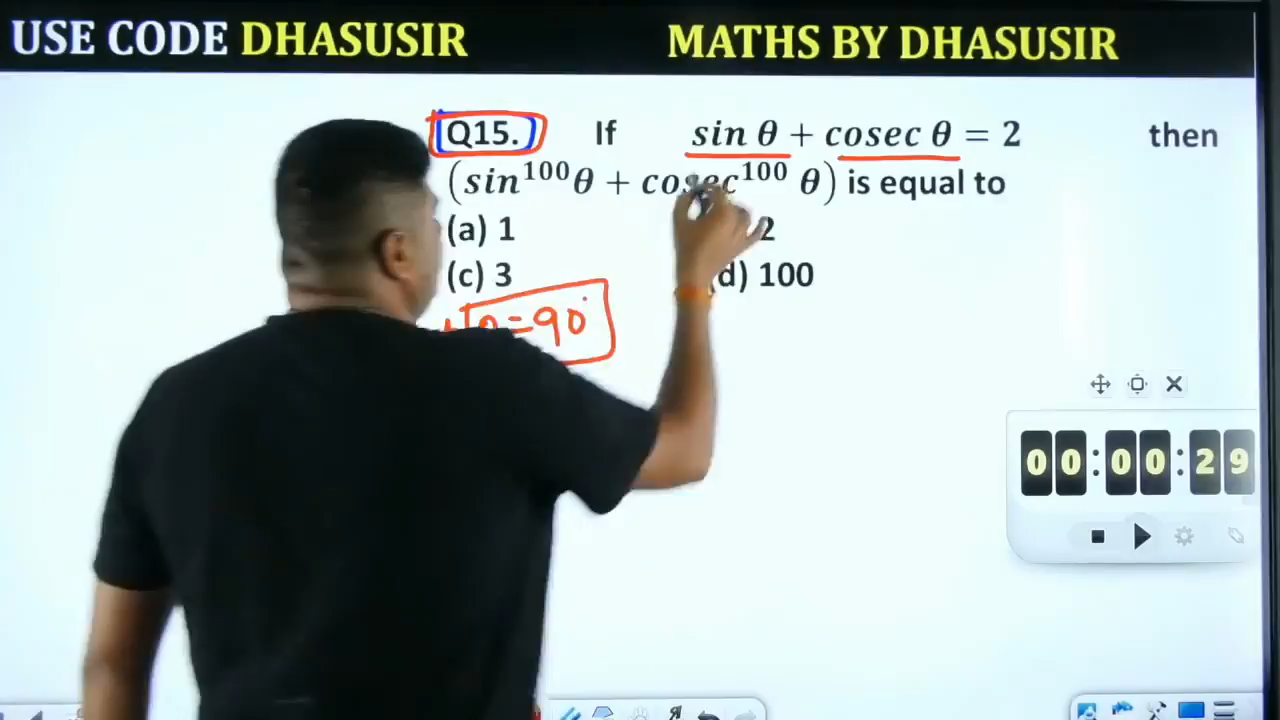 USE CODE DHASUSIR MATHS BY DHASUSIR
Q15. If sin θ + cosec θ = 2 then
(sin¹⁰⁰θ + cosec¹⁰⁰ θ) is equal to
(a) 1 2
(c) 3 (d) 100
θ=90°
00:00:29